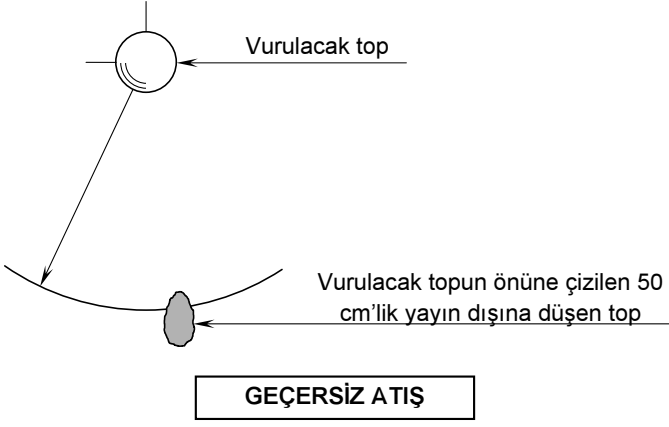 Vurulacak top
Vurulacak topun önüne çizilen 50
cm'lik yayın dışına düşen top
GEÇERSİZ ATIŞ